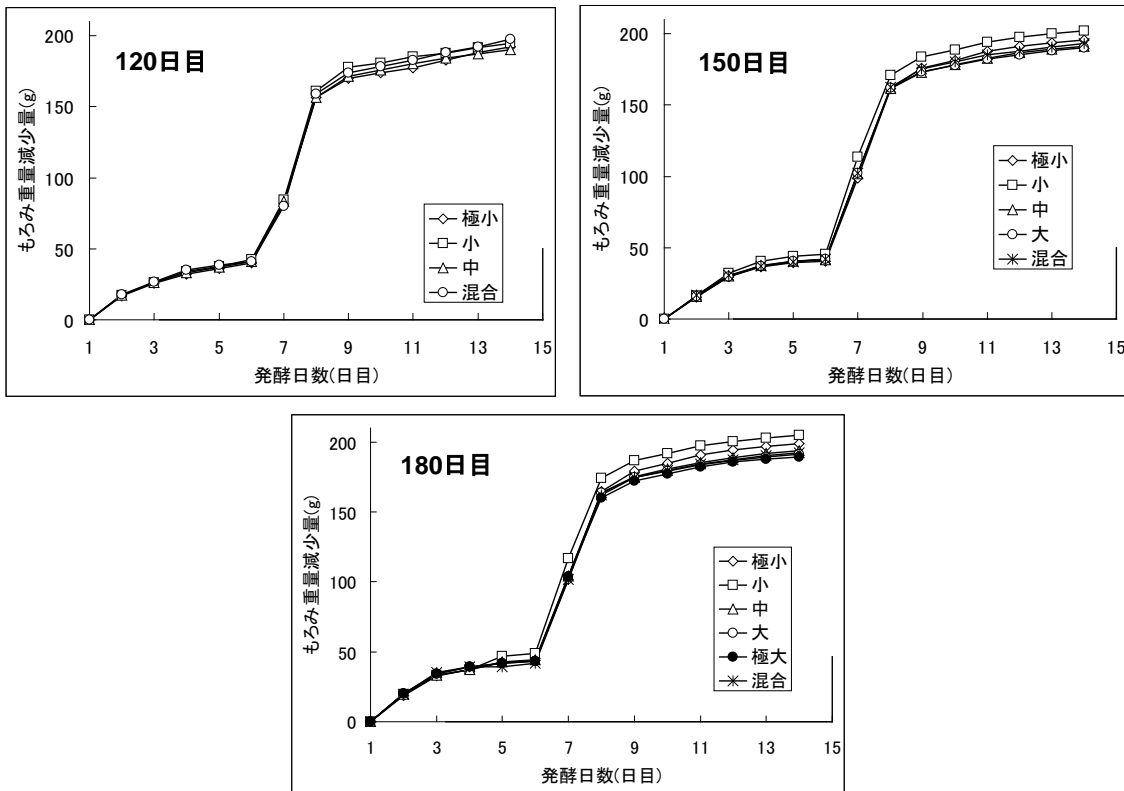 120日目
もろみ重量減少量(g)
200
150
100
50
0
極小
小
中
混合
1 3 5 7 9 11 13 15
発酵日数(日目)
150日目
もろみ重量減少量(g)
200
150
100
50
0
極小
小
中
大
混合
1 3 5 7 9 11 13 15
発酵日数(日目)
180日目
もろみ重量減少量(g)
200
150
100
50
0
極小
小
中
大
極大
混合
1 3 5 7 9 11 13 15
発酵日数(日目)